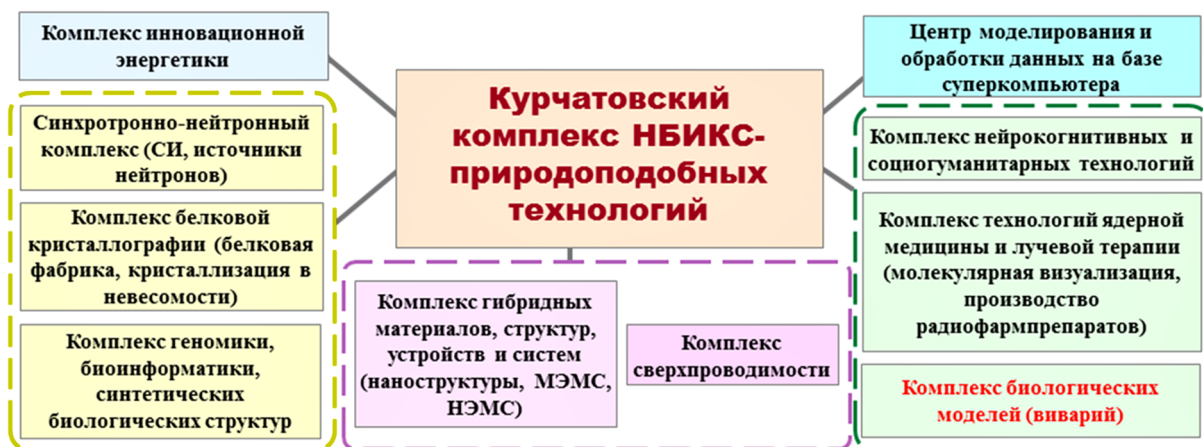 Комплекс инновационной
энергетики
Синхротронно-нейтронный
комплекс (СИ, источники
нейтронов)
Комплекс белковой
кристаллографии (белковая
фабрика, кристаллизация в
невесомости)
Комплекс геномики,
биоинформатики,
синтетических
биологических структур
Курчатовский
комплекс НБИКС-
природоподобных
технологий
Комплекс гибридных
материалов, структур,
устройств и систем
(наноструктуры, МЭМС,
НЭМС)
Комплекс
сверхпроводимости
Центр моделирования и
обработки данных на базе
суперкомпьютера
Комплекс нейрокогнитивных и
социогуманитарных технологий
Комплекс технологий ядерной
медицины и лучевой терапии
(молекулярная визуализация,
производство
радиофармпрепаратов)
Комплекс биологических
моделей (виварий)